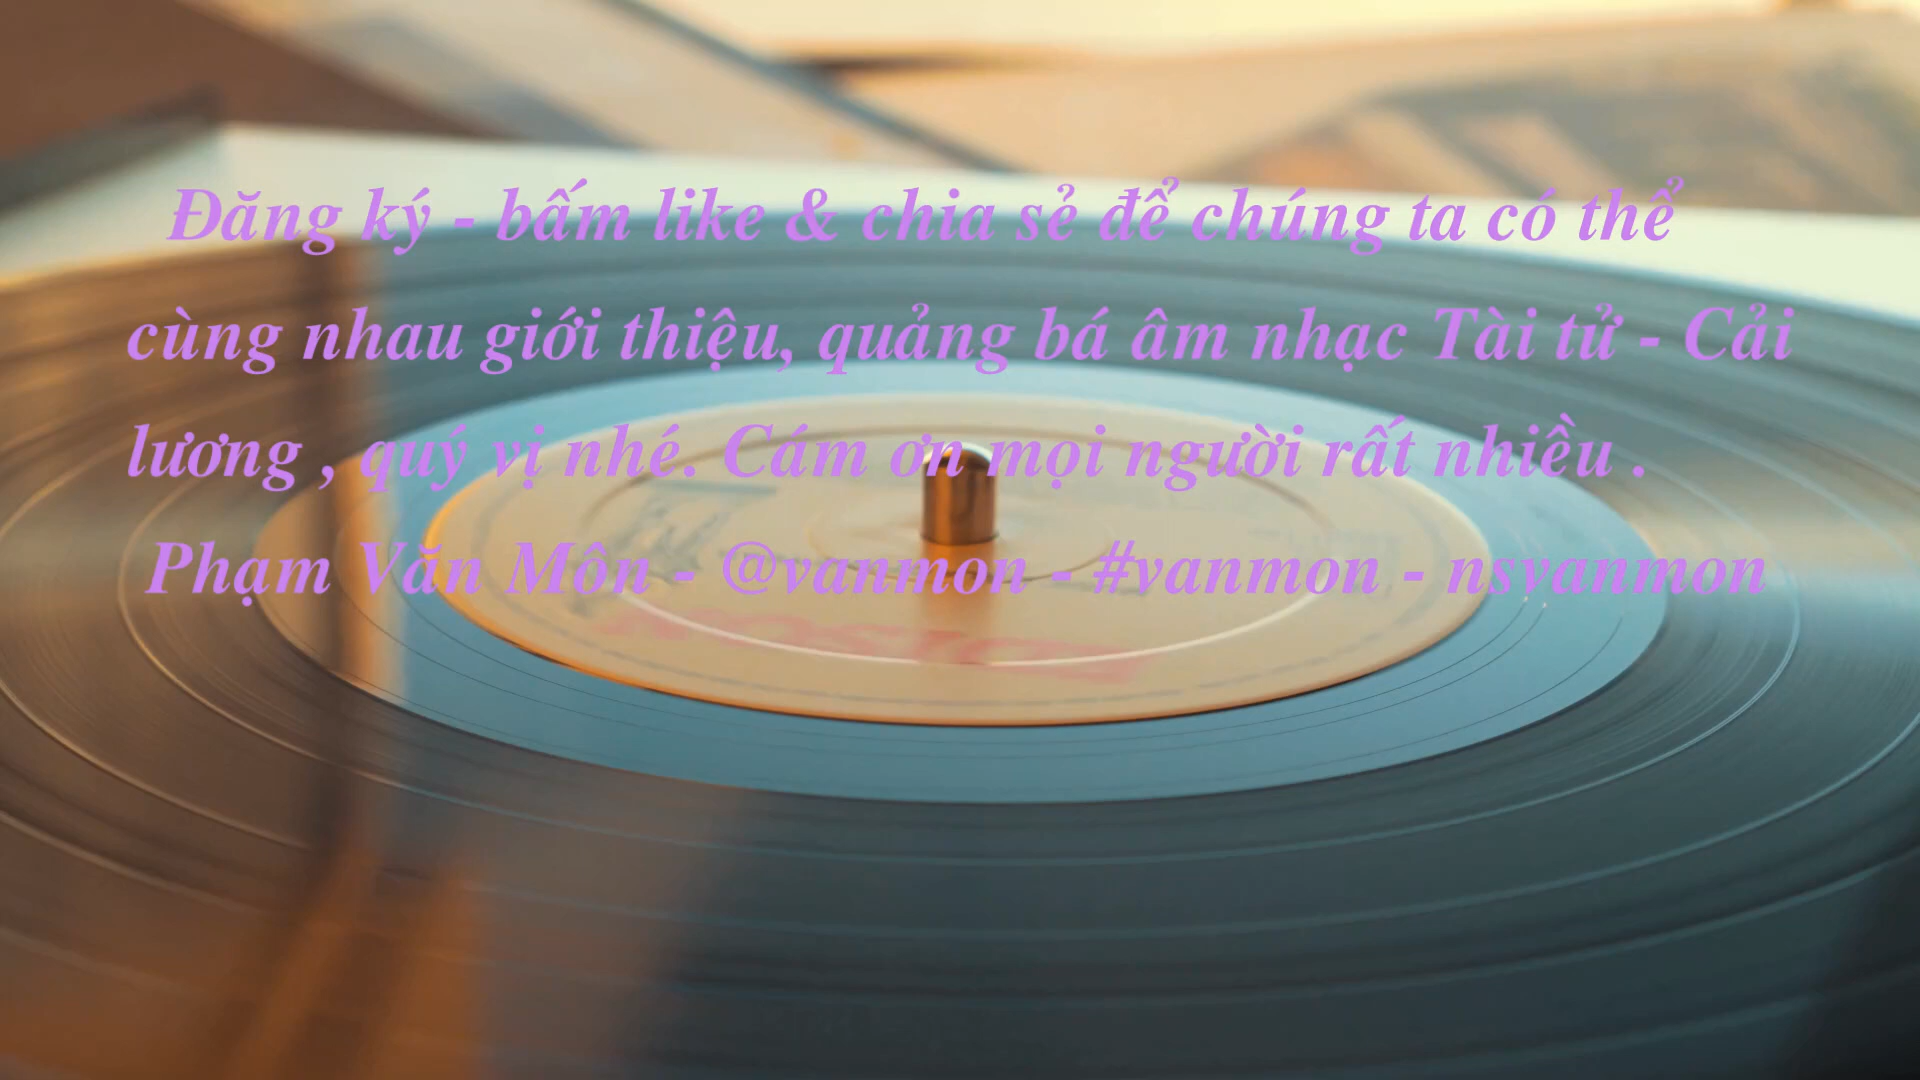 Đăng ký - bấm like & chia sẻ để chúng ta có thể
cùng nhau giới thiệu, quảng bá âm nhạc Tài tử - Cải
lương , quý vị nhé. Cám ơn mọi người rất nhiều .
Phạm Văn Môn - @vanmon - #vanmon - nsvanmon